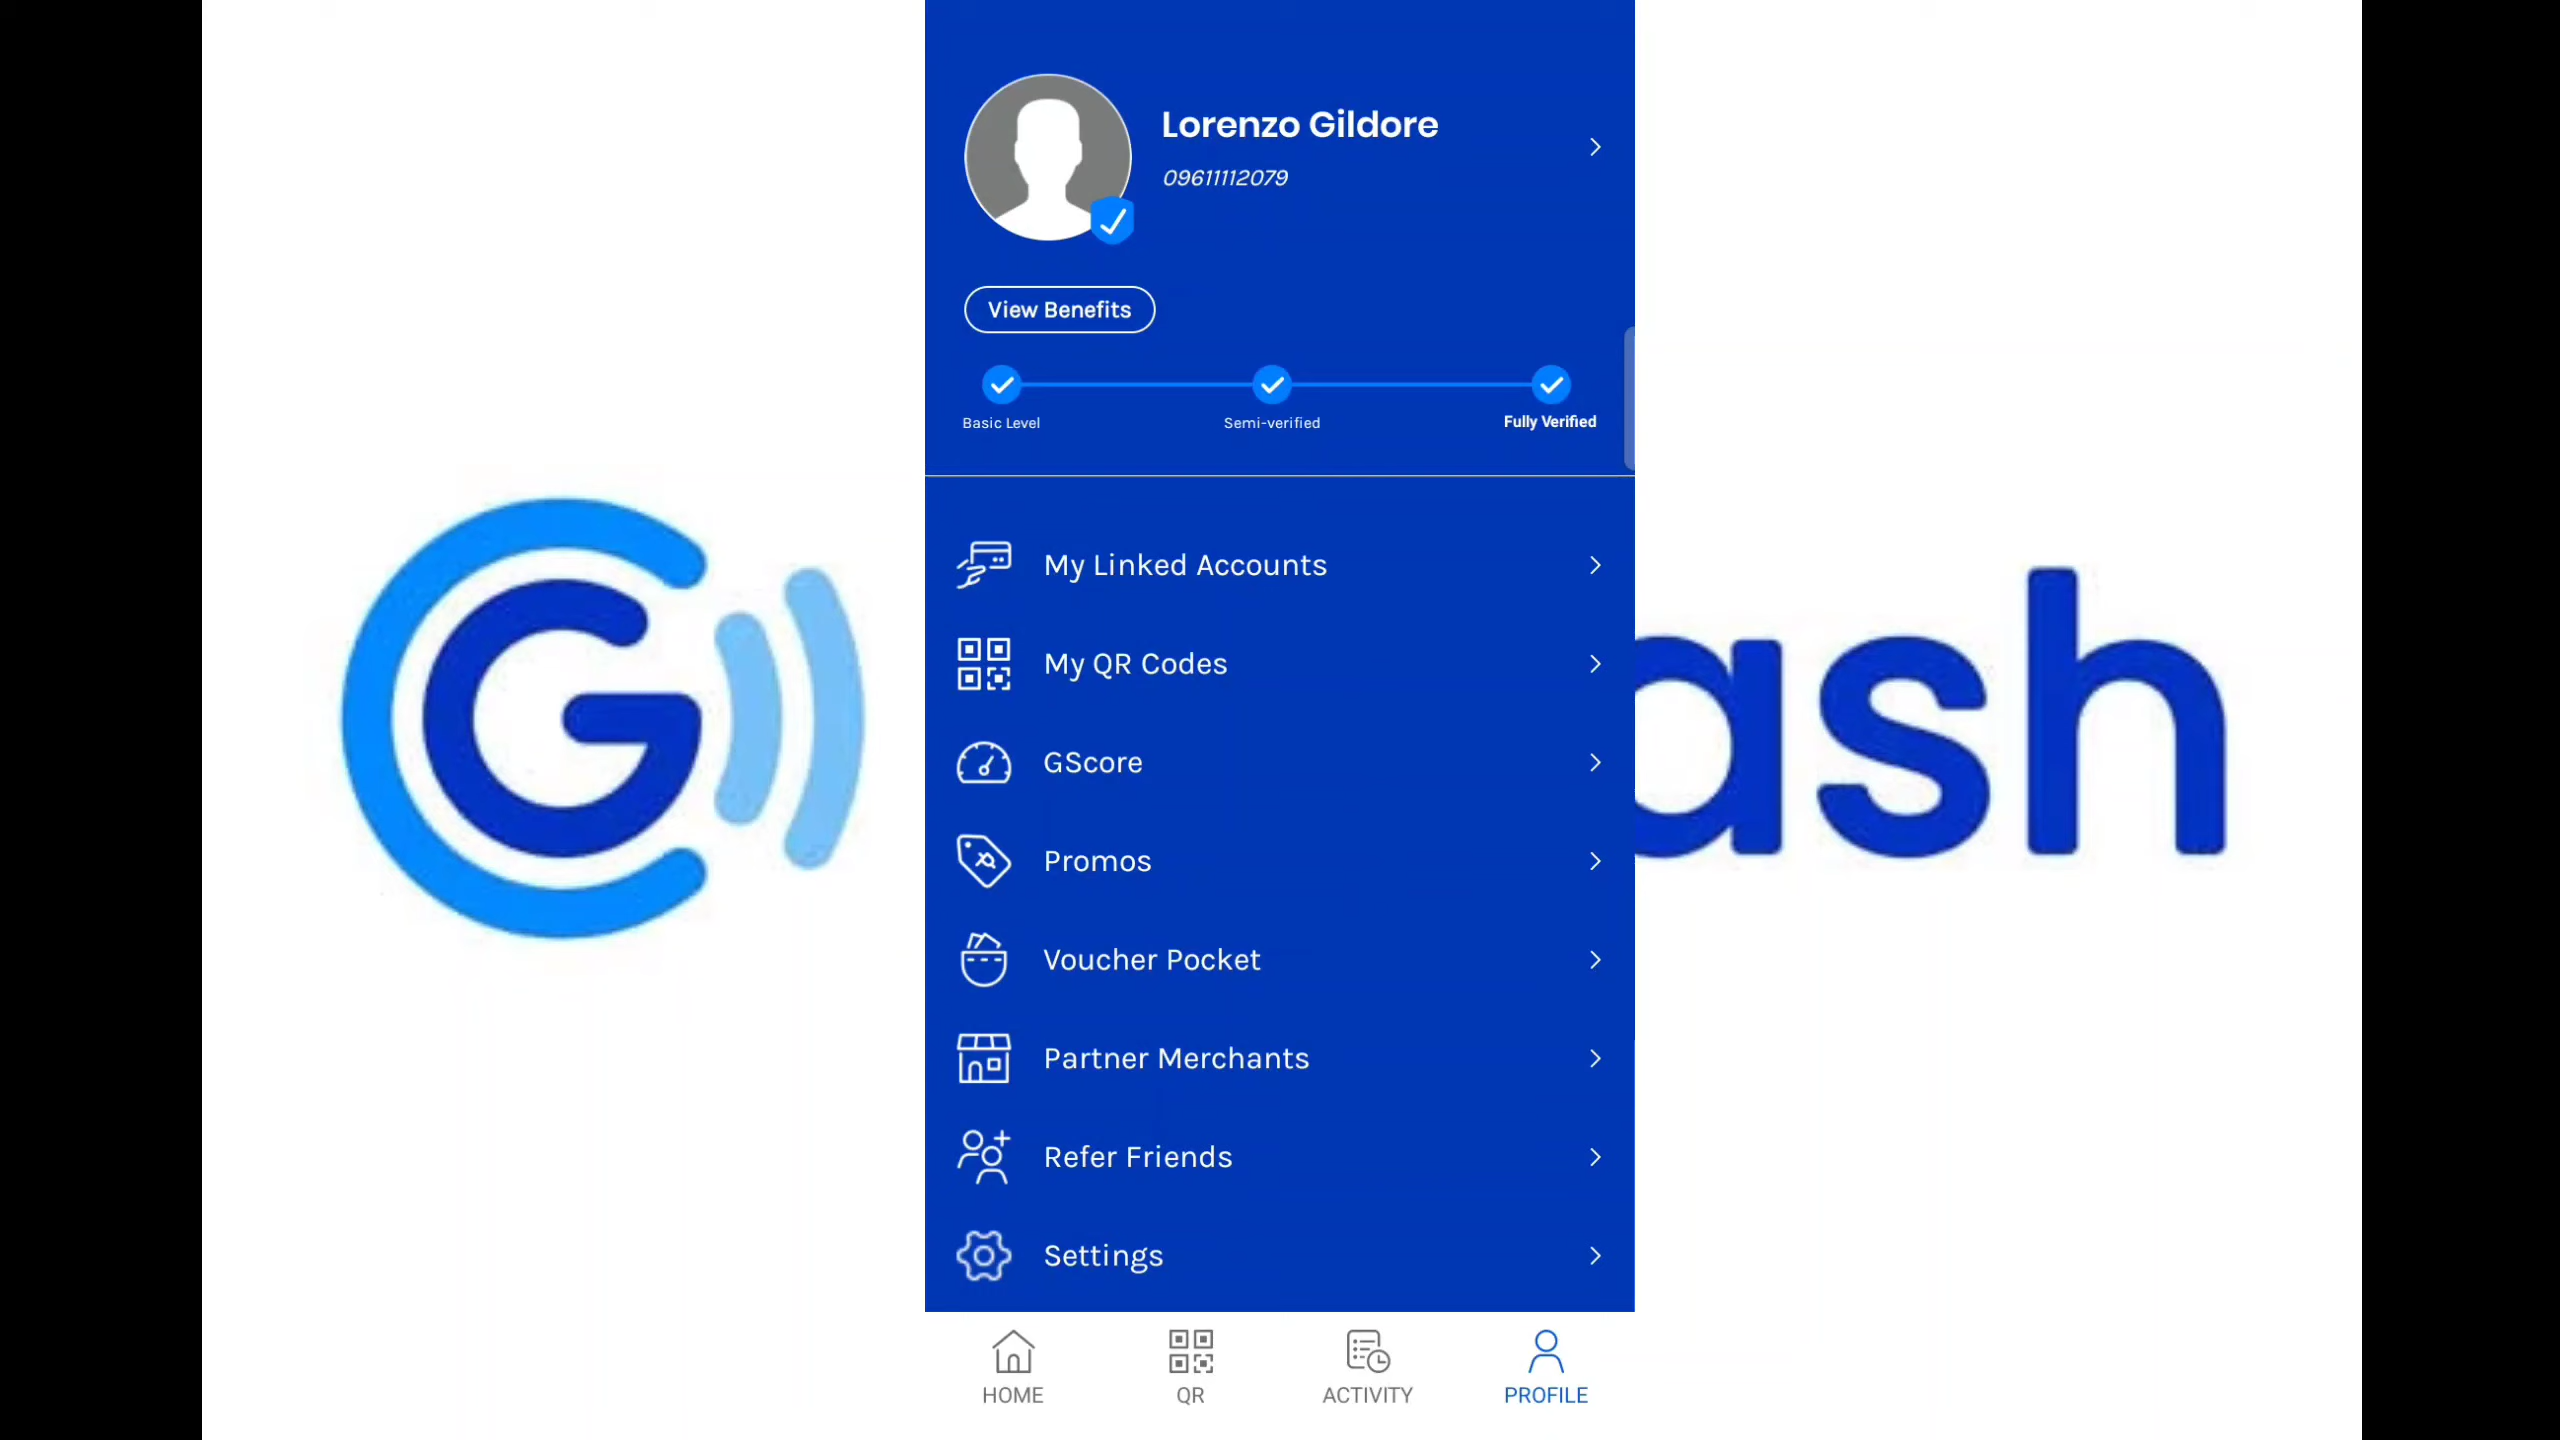 Lorenzo Gildore
09611112079
View Benefits
Basic Level
Semi-verified
Fully Verified
My Linked Accounts
My QR Codes
GScore
Promos
Voucher Pocket
Partner Merchants
Refer Friends
Settings
HOME
QR
ACTIVITY
PROFILE
G
ash